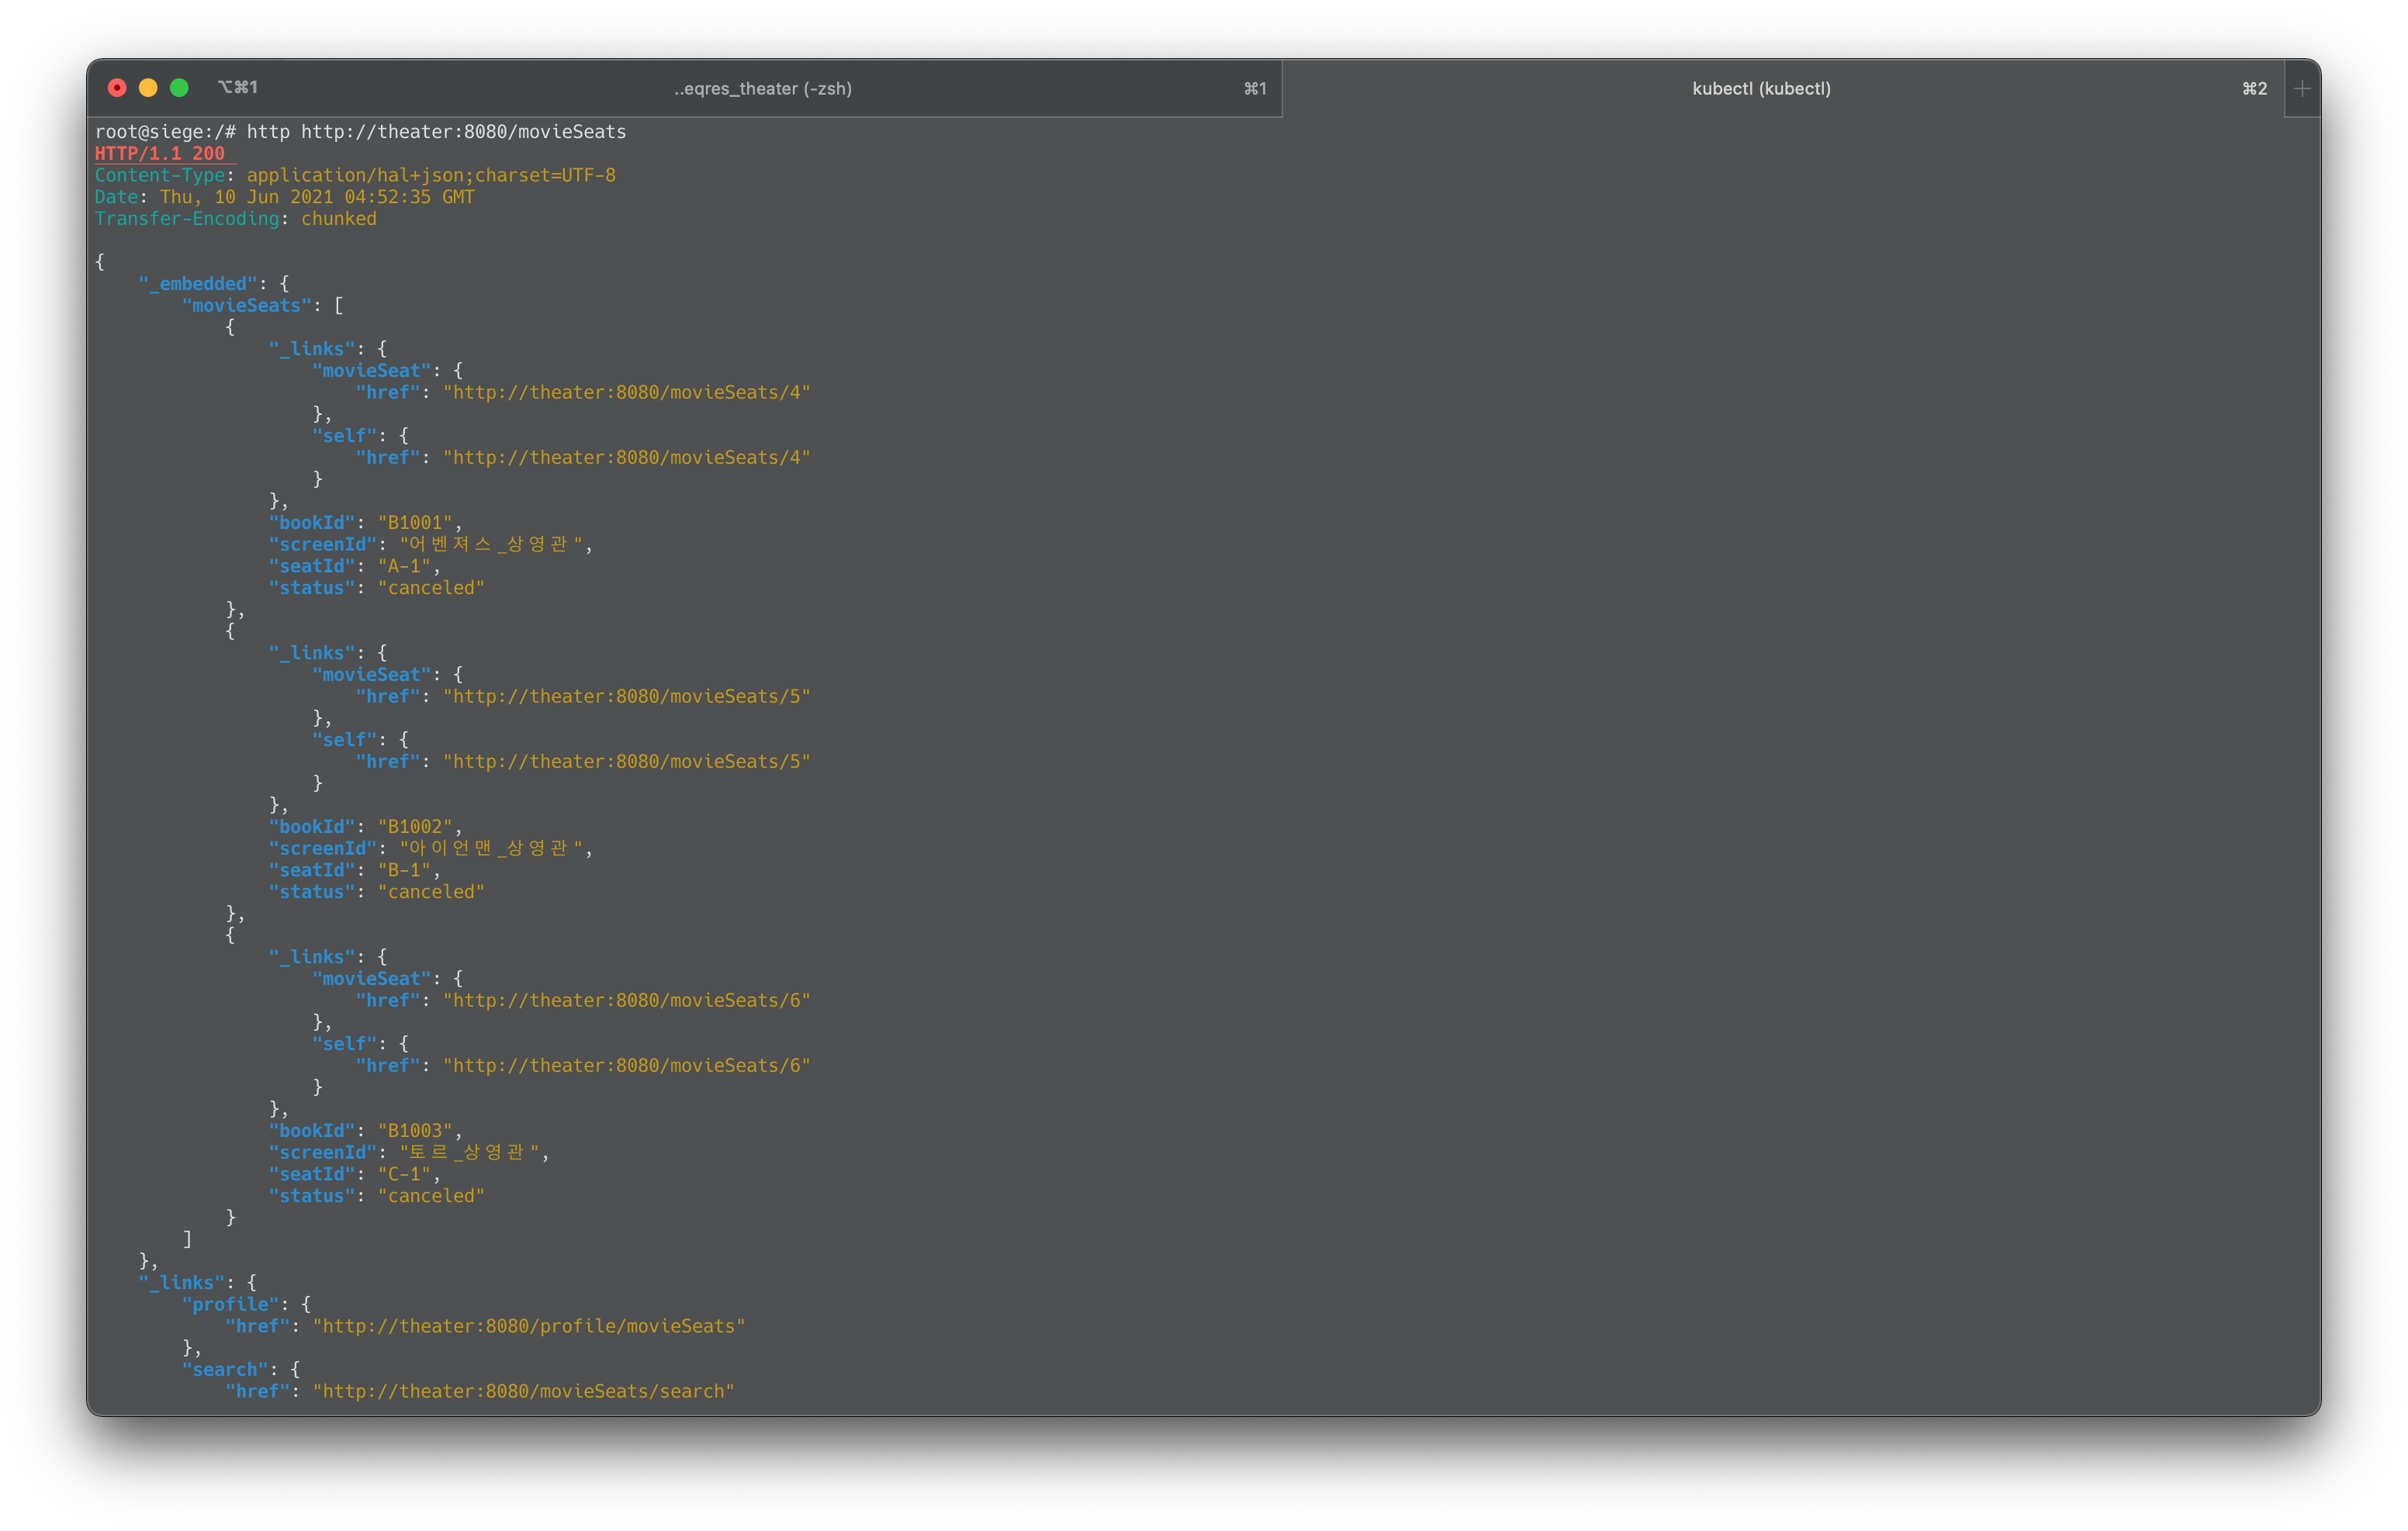 ⌥⌘1 ..eqres_theater (-zsh) ⌘1 kubectl (kubectl) ⌘2 +
root@siege:/# http http://theater:8080/movieSeats
HTTP/1.1 200
Content-Type: application/hal+json;charset=UTF-8
Date: Thu, 10 Jun 2021 04:52:35 GMT
Transfer-Encoding: chunked
{
"_embedded": {
"movieSeats": [
{
"_links": {
"movieSeat": {
"href": "http://theater:8080/movieSeats/4"
},
"self": {
"href": "http://theater:8080/movieSeats/4"
}
},
"bookId": "B1001",
"screenId": "어벤져스_상영관",
"seatId": "A-1",
"status": "canceled"
},
{
"_links": {
"movieSeat": {
"href": "http://theater:8080/movieSeats/5"
},
"self": {
"href": "http://theater:8080/movieSeats/5"
}
},
"bookId": "B1002",
"screenId": "아이언맨_상영관",
"seatId": "B-1",
"status": "canceled"
},
{
"_links": {
"movieSeat": {
"href": "http://theater:8080/movieSeats/6"
},
"self": {
"href": "http://theater:8080/movieSeats/6"
}
},
"bookId": "B1003",
"screenId": "토르_상영관",
"seatId": "C-1",
"status": "canceled"
}
]
},
"_links": {
"profile": {
"href": "http://theater:8080/profile/movieSeats"
},
"search": {
"href": "http://theater:8080/movieSeats/search"